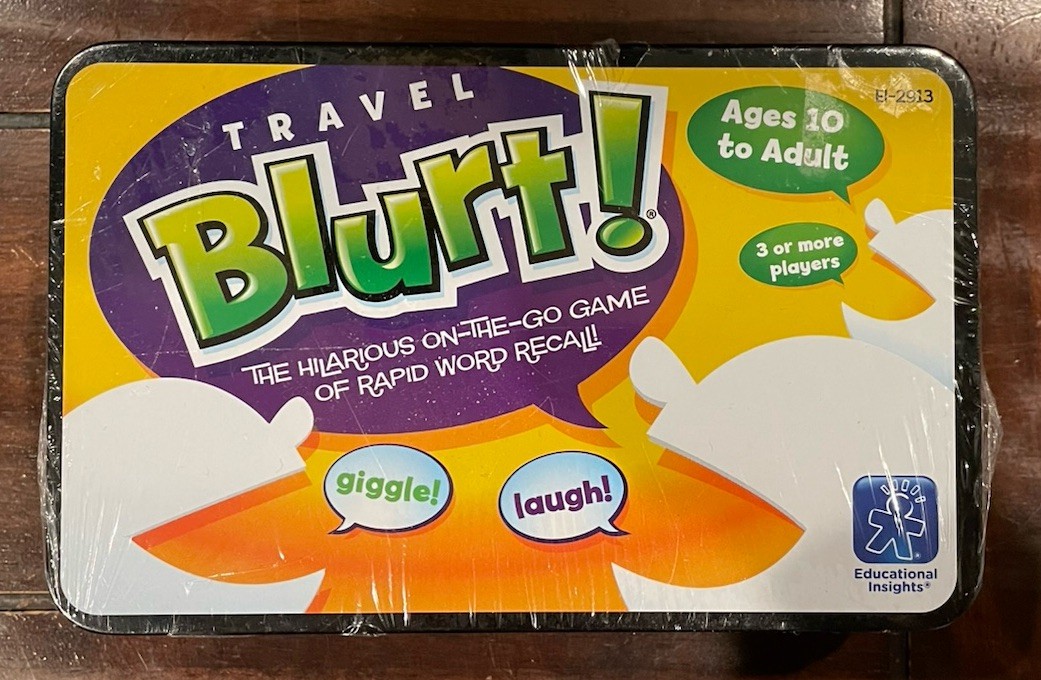 TRAVEL
Blurt!®
THE HILARIOUS ON-THE-GO GAME
OF RAPID WORD RECALL!
EI-2913
Ages 10
to Adult
3 or more
players
giggle!
laugh!
Educational
Insights®